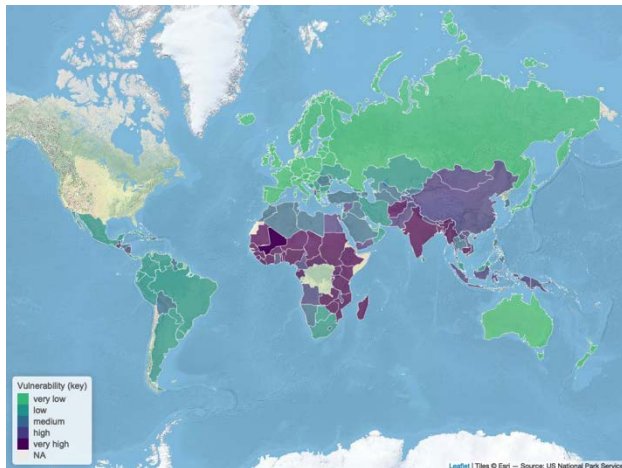 Vulnerability (key)
very low
low
medium
high
very high
NA
Leaflet | Tiles © Esri — Source: US National Park Service